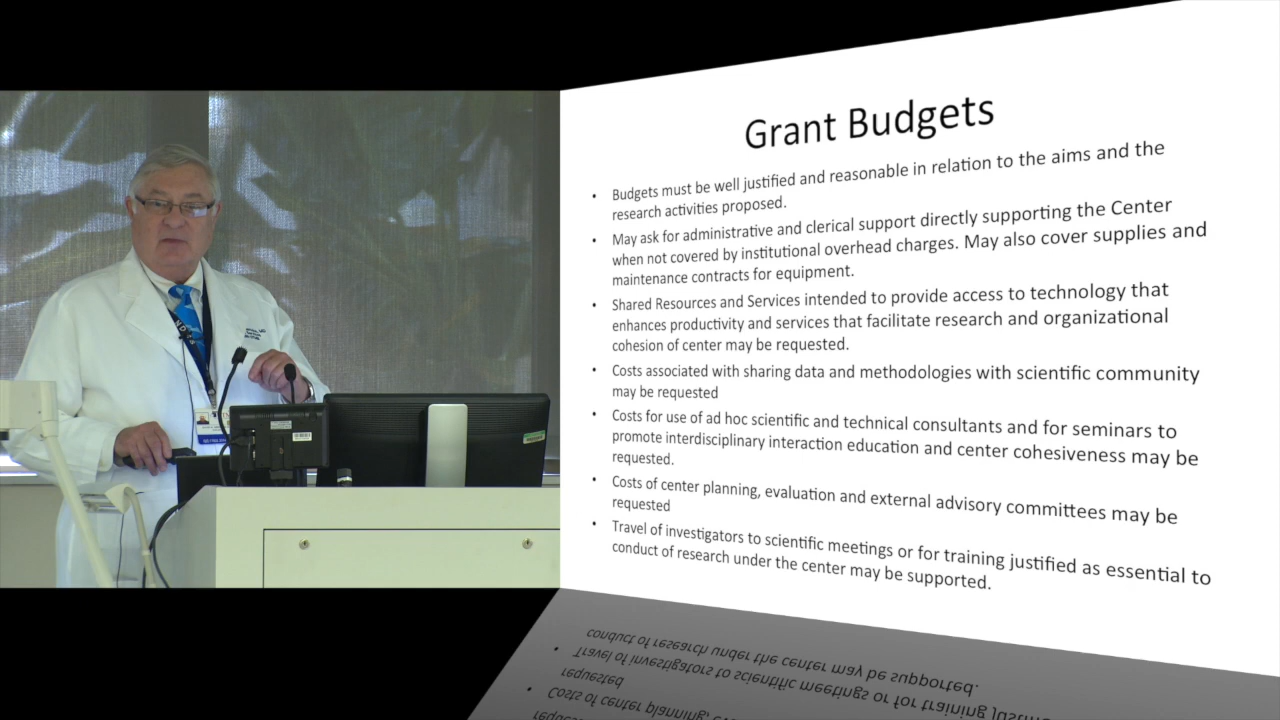 Grant Budgets
• Budgets must be well justified and reasonable in relation to the aims and the
research activities proposed.
• May ask for administrative and clerical support directly supporting the Center
when not covered by institutional overhead charges. May also cover supplies and
maintenance contracts for equipment.
• Shared Resources and Services intended to provide access to technology that
enhances productivity and services that facilitate research and organizational
cohesion of center may be requested.
• Costs associated with sharing data and methodologies with scientific community
may be requested
• Costs for use of ad hoc scientific and technical consultants and for seminars to
promote interdisciplinary interaction education and center cohesiveness may be
requested.
• Costs of center planning, evaluation and external advisory committees may be
requested
• Travel of investigators to scientific meetings or for training justified as essential to
conduct of research under the center may be supported.